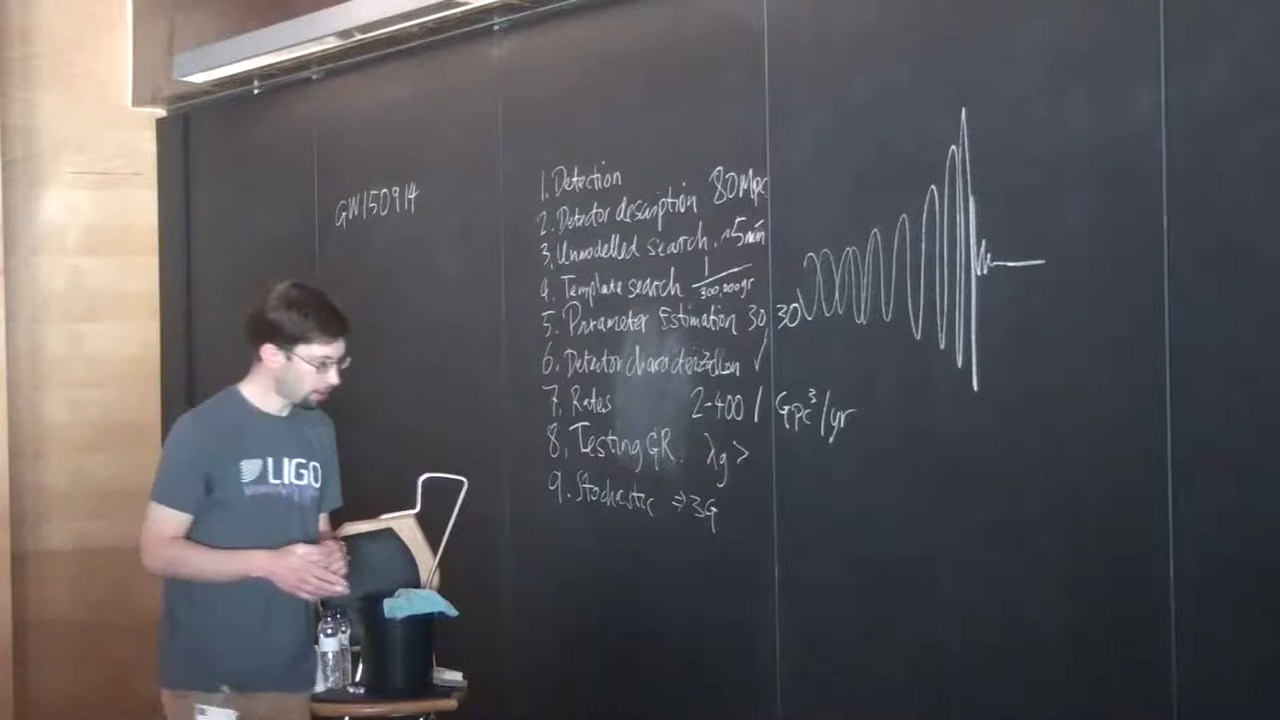 GW150914
1. Detection
2. Detector description 80Mpc
3. Unmodelled search. ~5min
4. Template search 1/300,000yr
5. Parameter Estimation 30, 30
6. Detector characterization ✓
7. Rates 2-400 / Gpc³/yr
8. Testing GR. λg >
9. Stochastic ⇒ 3G
LIGO